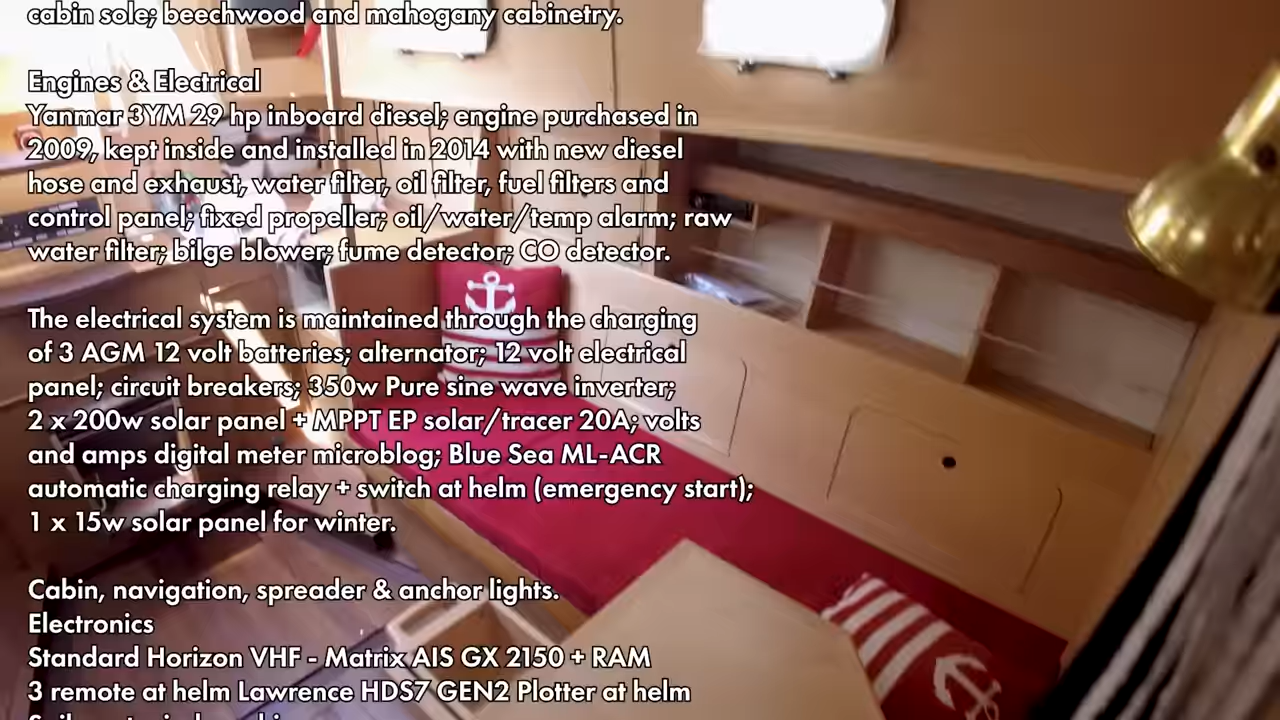 cabin sole; beechwood and mahogany cabinetry.
Engines & Electrical
Yanmar 3YM 29 hp inboard diesel; engine purchased in
2009, kept inside and installed in 2014 with new diesel
hose and exhaust, water filter, oil filter, fuel filters and
control panel; fixed propeller; oil/water/temp alarm; raw
water filter; bilge blower; fume detector; CO detector.
The electrical system is maintained through the charging
of 3 AGM 12 volt batteries; alternator; 12 volt electrical
panel; circuit breakers; 350w Pure sine wave inverter;
2 x 200w solar panel + MPPT EP solar/tracer 20A; volts
and amps digital meter microblog; Blue Sea ML-ACR
automatic charging relay + switch at helm (emergency start);
1 x 15w solar panel for winter.
Cabin, navigation, spreader & anchor lights.
Electronics
Standard Horizon VHF - Matrix AIS GX 2150 + RAM
3 remote at helm Lawrence HDS7 GEN2 Plotter at helm